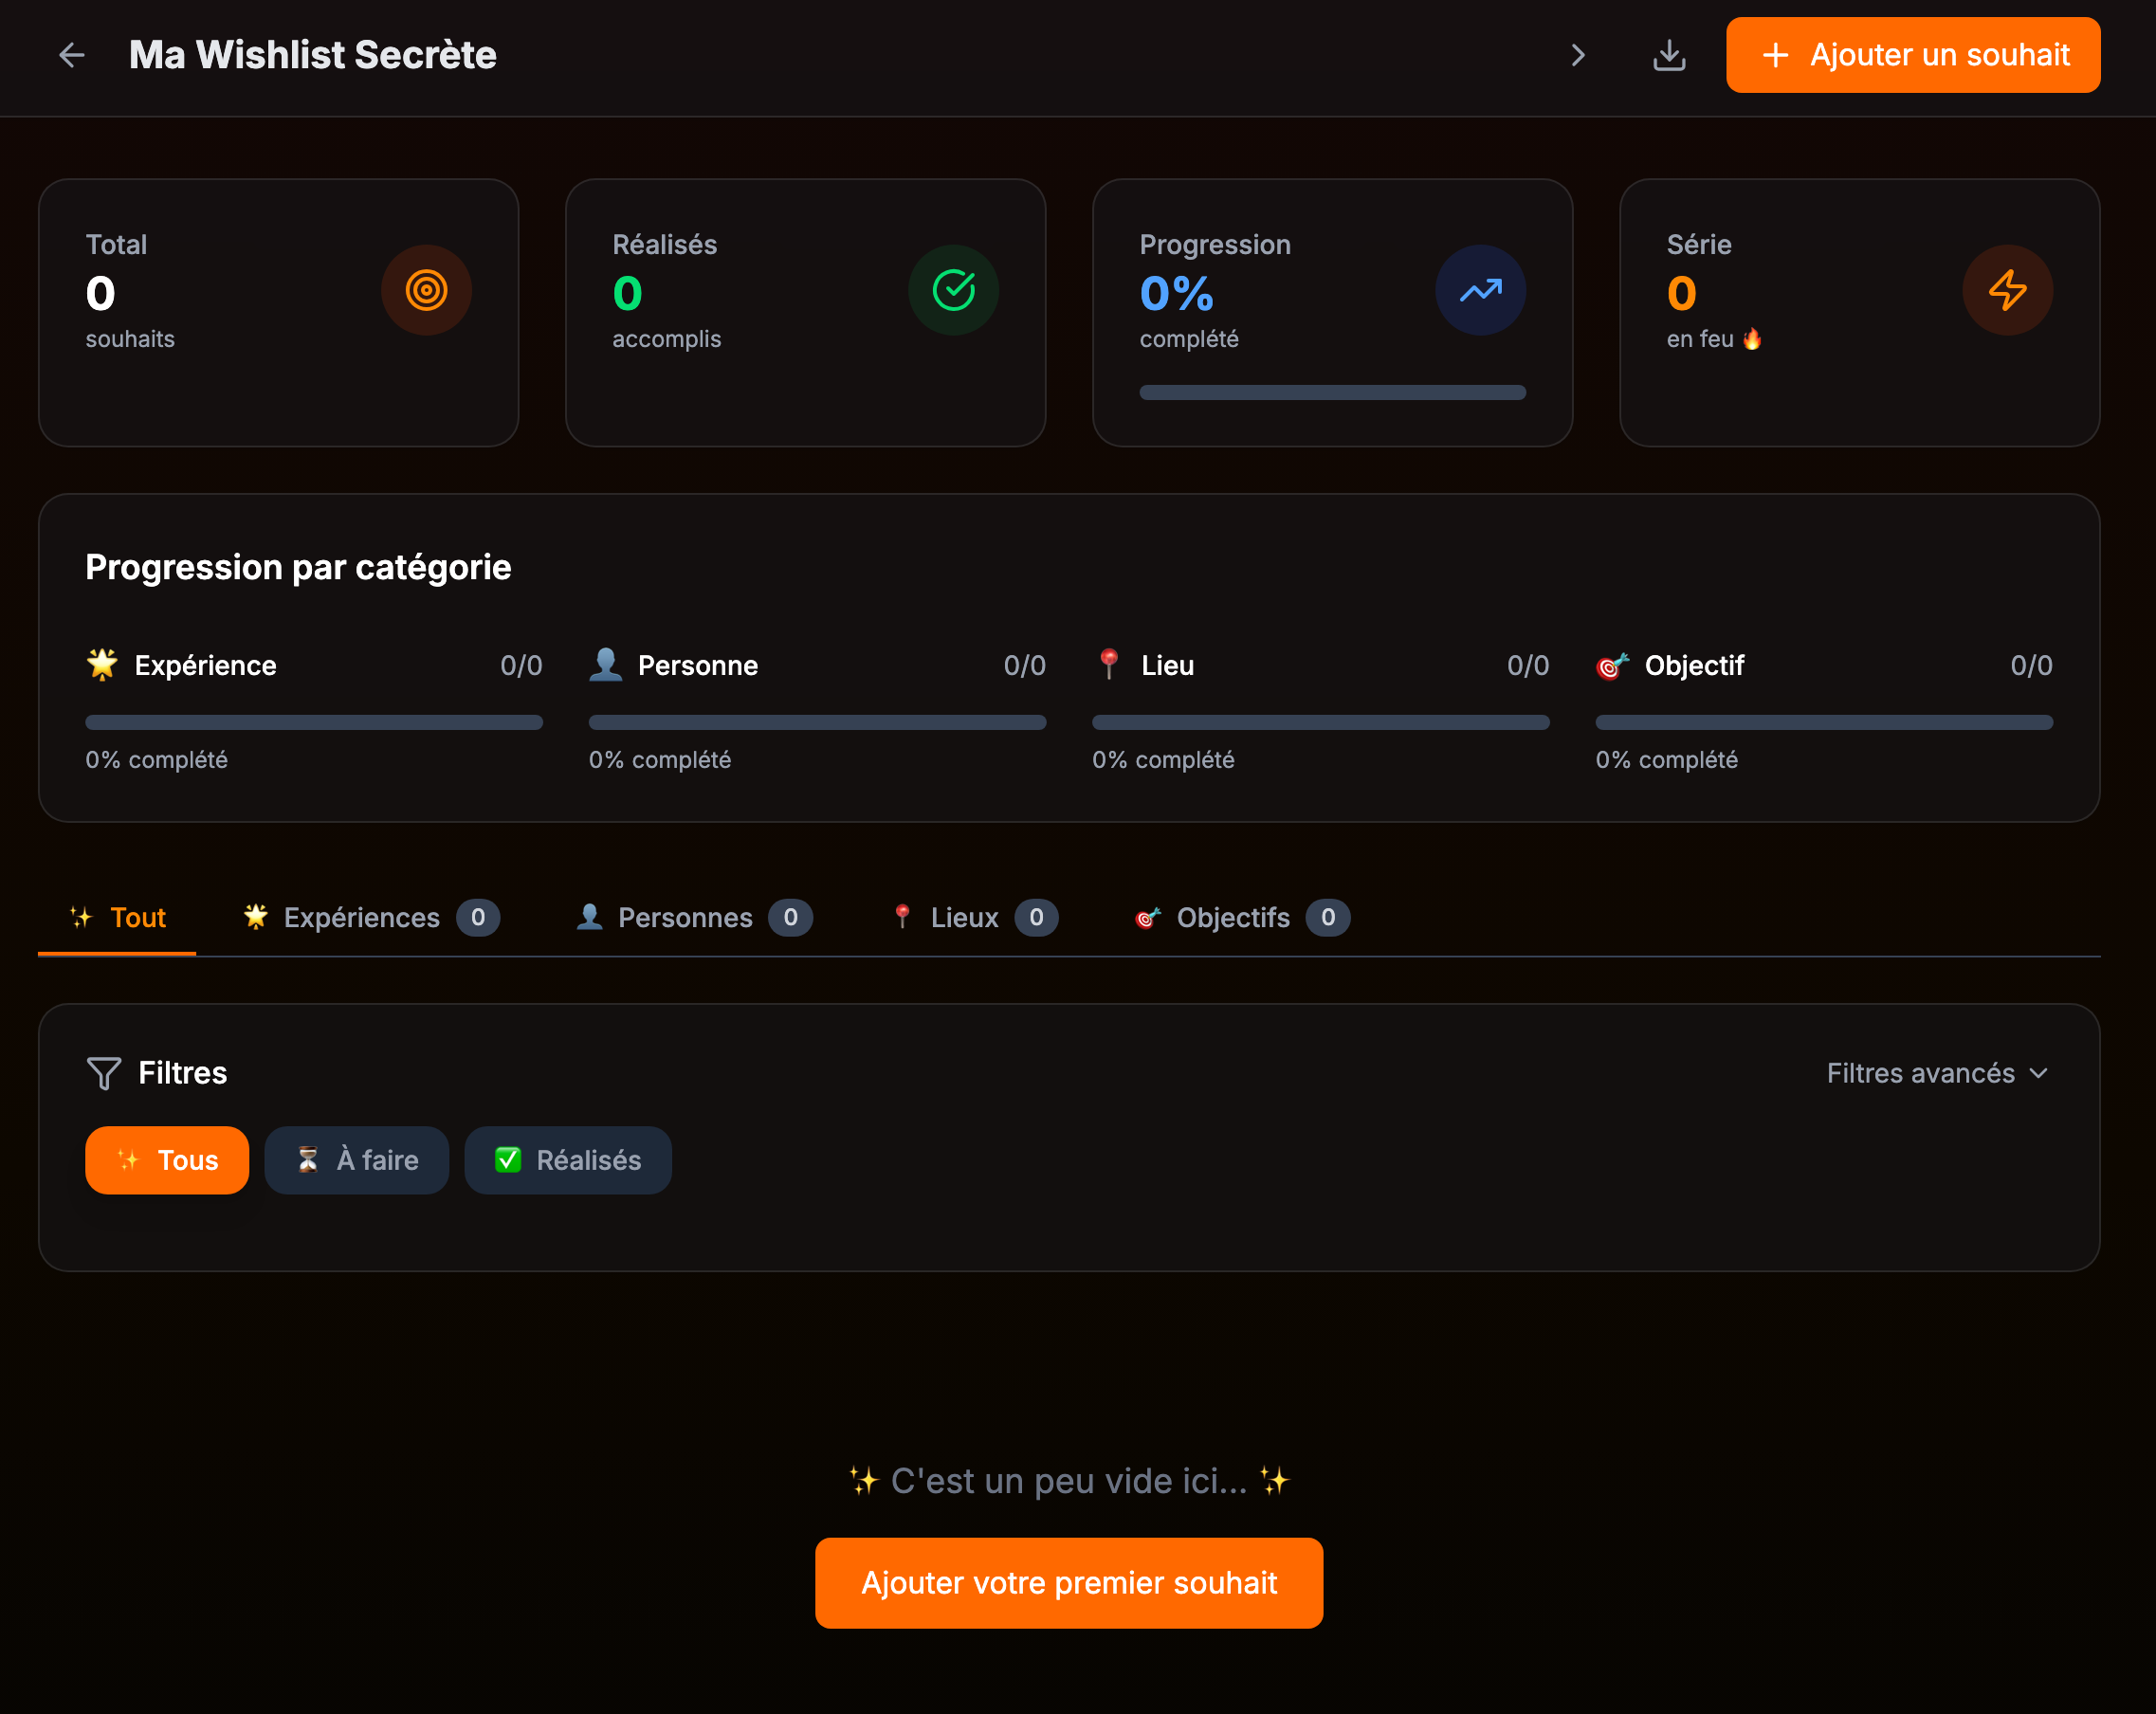 Ma Wishlist Secrète
Ajouter un souhait
Total
0
souhaits
Réalisés
0
accomplis
Progression
0%
complété
Série
0
en feu 🔥
Progression par catégorie
🌟 Expérience 0/0
0% complété
👤 Personne 0/0
0% complété
📍 Lieu 0/0
0% complété
🎯 Objectif 0/0
0% complété
✨ Tout 🌟 Expériences 0 👤 Personnes 0 📍 Lieux 0 🎯 Objectifs 0
Filtres
Filtres avancés
✨ Tous ⏳ À faire ✅ Réalisés
✨ C'est un peu vide ici... ✨
Ajouter votre premier souhait